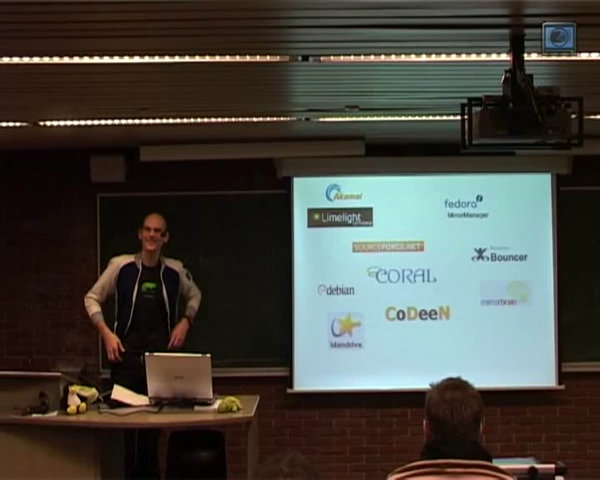 Akamai
fedora
MirrorManager
Limelight
SOURCEFORGE.NET
Bouncer
CORAL
debian
mirrorbrain
CoDeeN
Mandriva